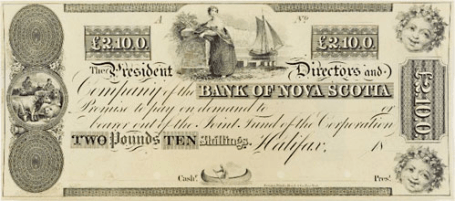 A No
£2.10.0. £2.10.0.
The President Directors and
Company of the BANK OF NOVA SCOTIA
Promise to pay on demand to or
bearer out of the Joint Fund of the Corporation
TWO Pounds TEN Shillings. Halifax, 18
Cash.r Pres.t
£2.10.0